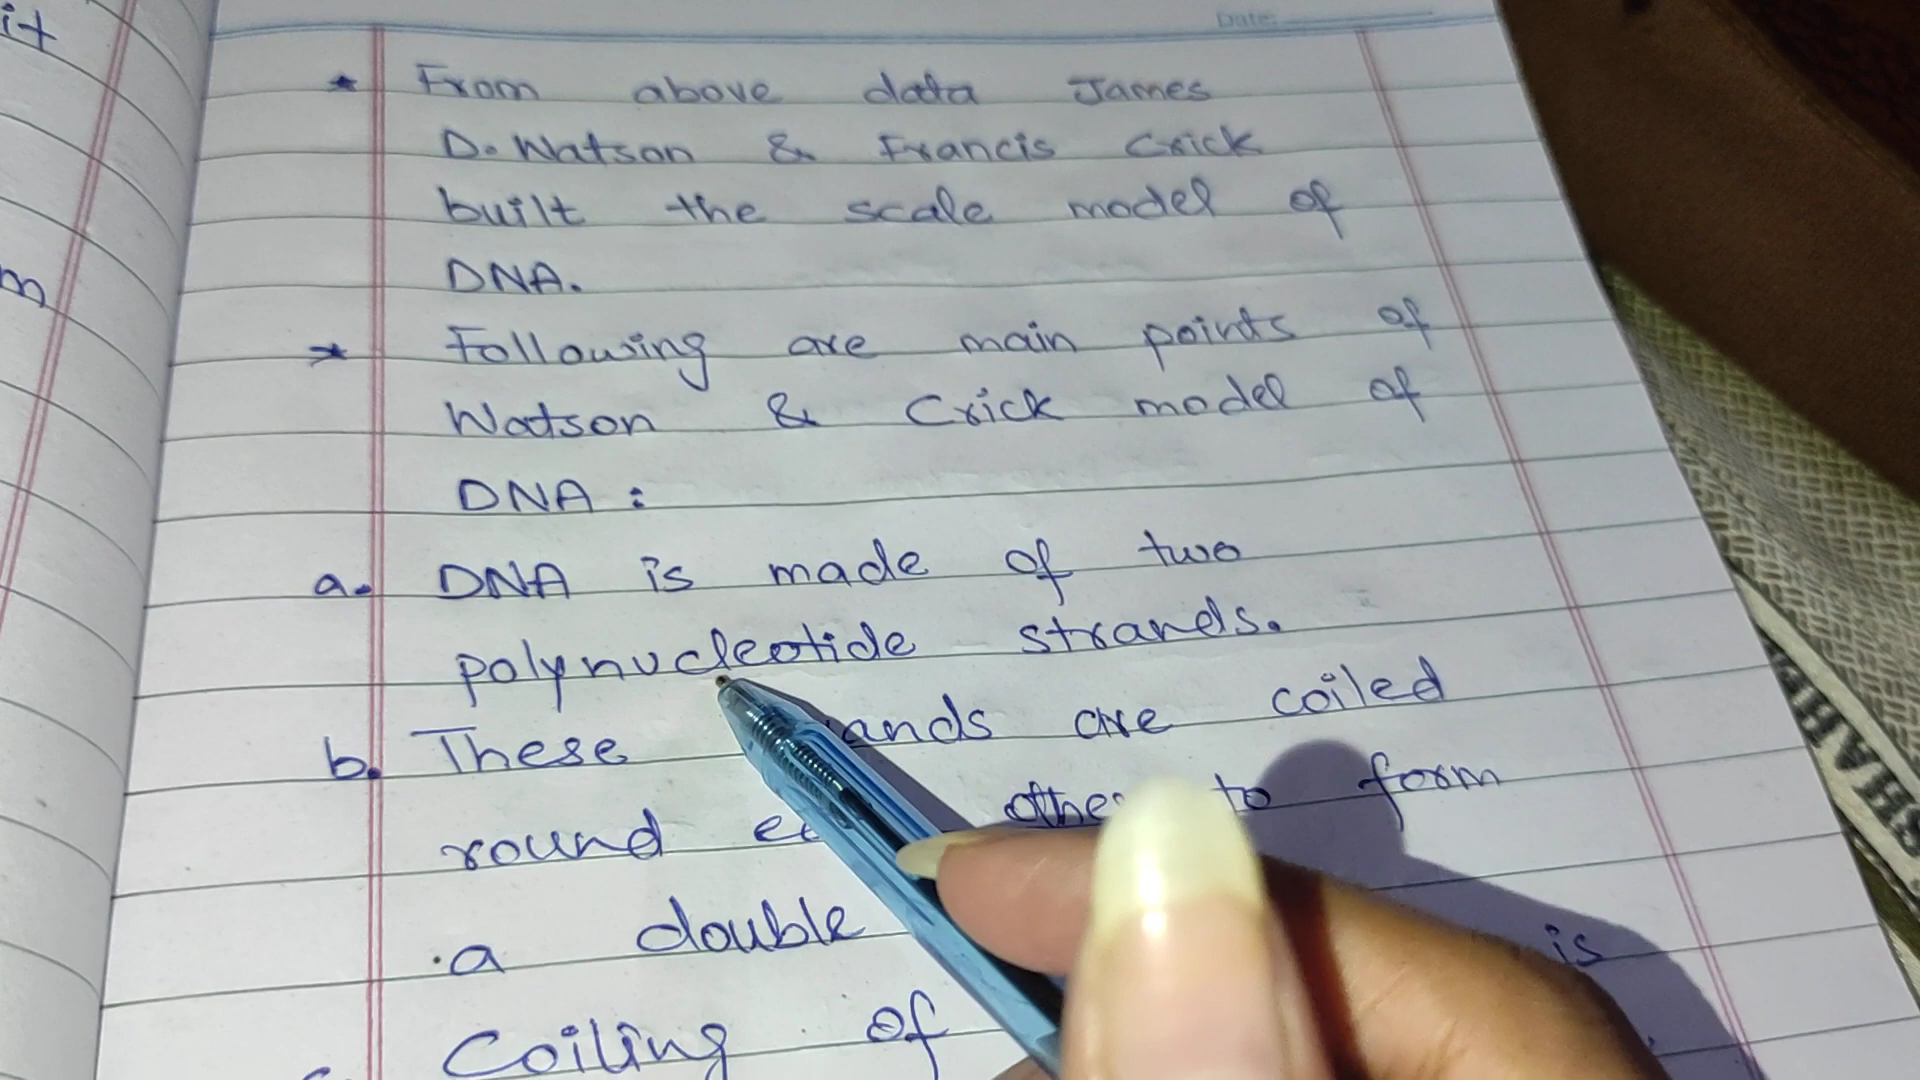 it
m
Date:
* From above data James
D. Watson & Francis Crick
built the scale model of
DNA.
* Following are main points of
Watson & Crick model of
DNA :
a. DNA is made of two
polynucleotide strands.
b. These are coiled
round other to form
a double is
Coiling of